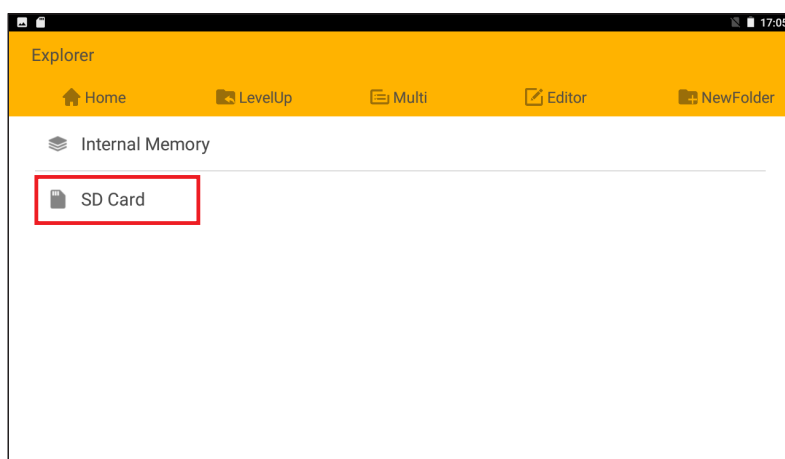 17:05
Explorer
Home LevelUp Multi Editor NewFolder
Internal Memory
SD Card